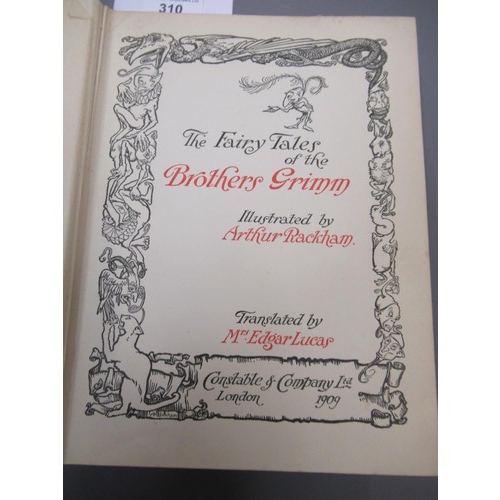 310
The Fairy Tales
of the
Brothers Grimm
Illustrated by
Arthur Rackham.
Translated by
Mrs Edgar Lucas
Constable & Company Ltd
London 1909